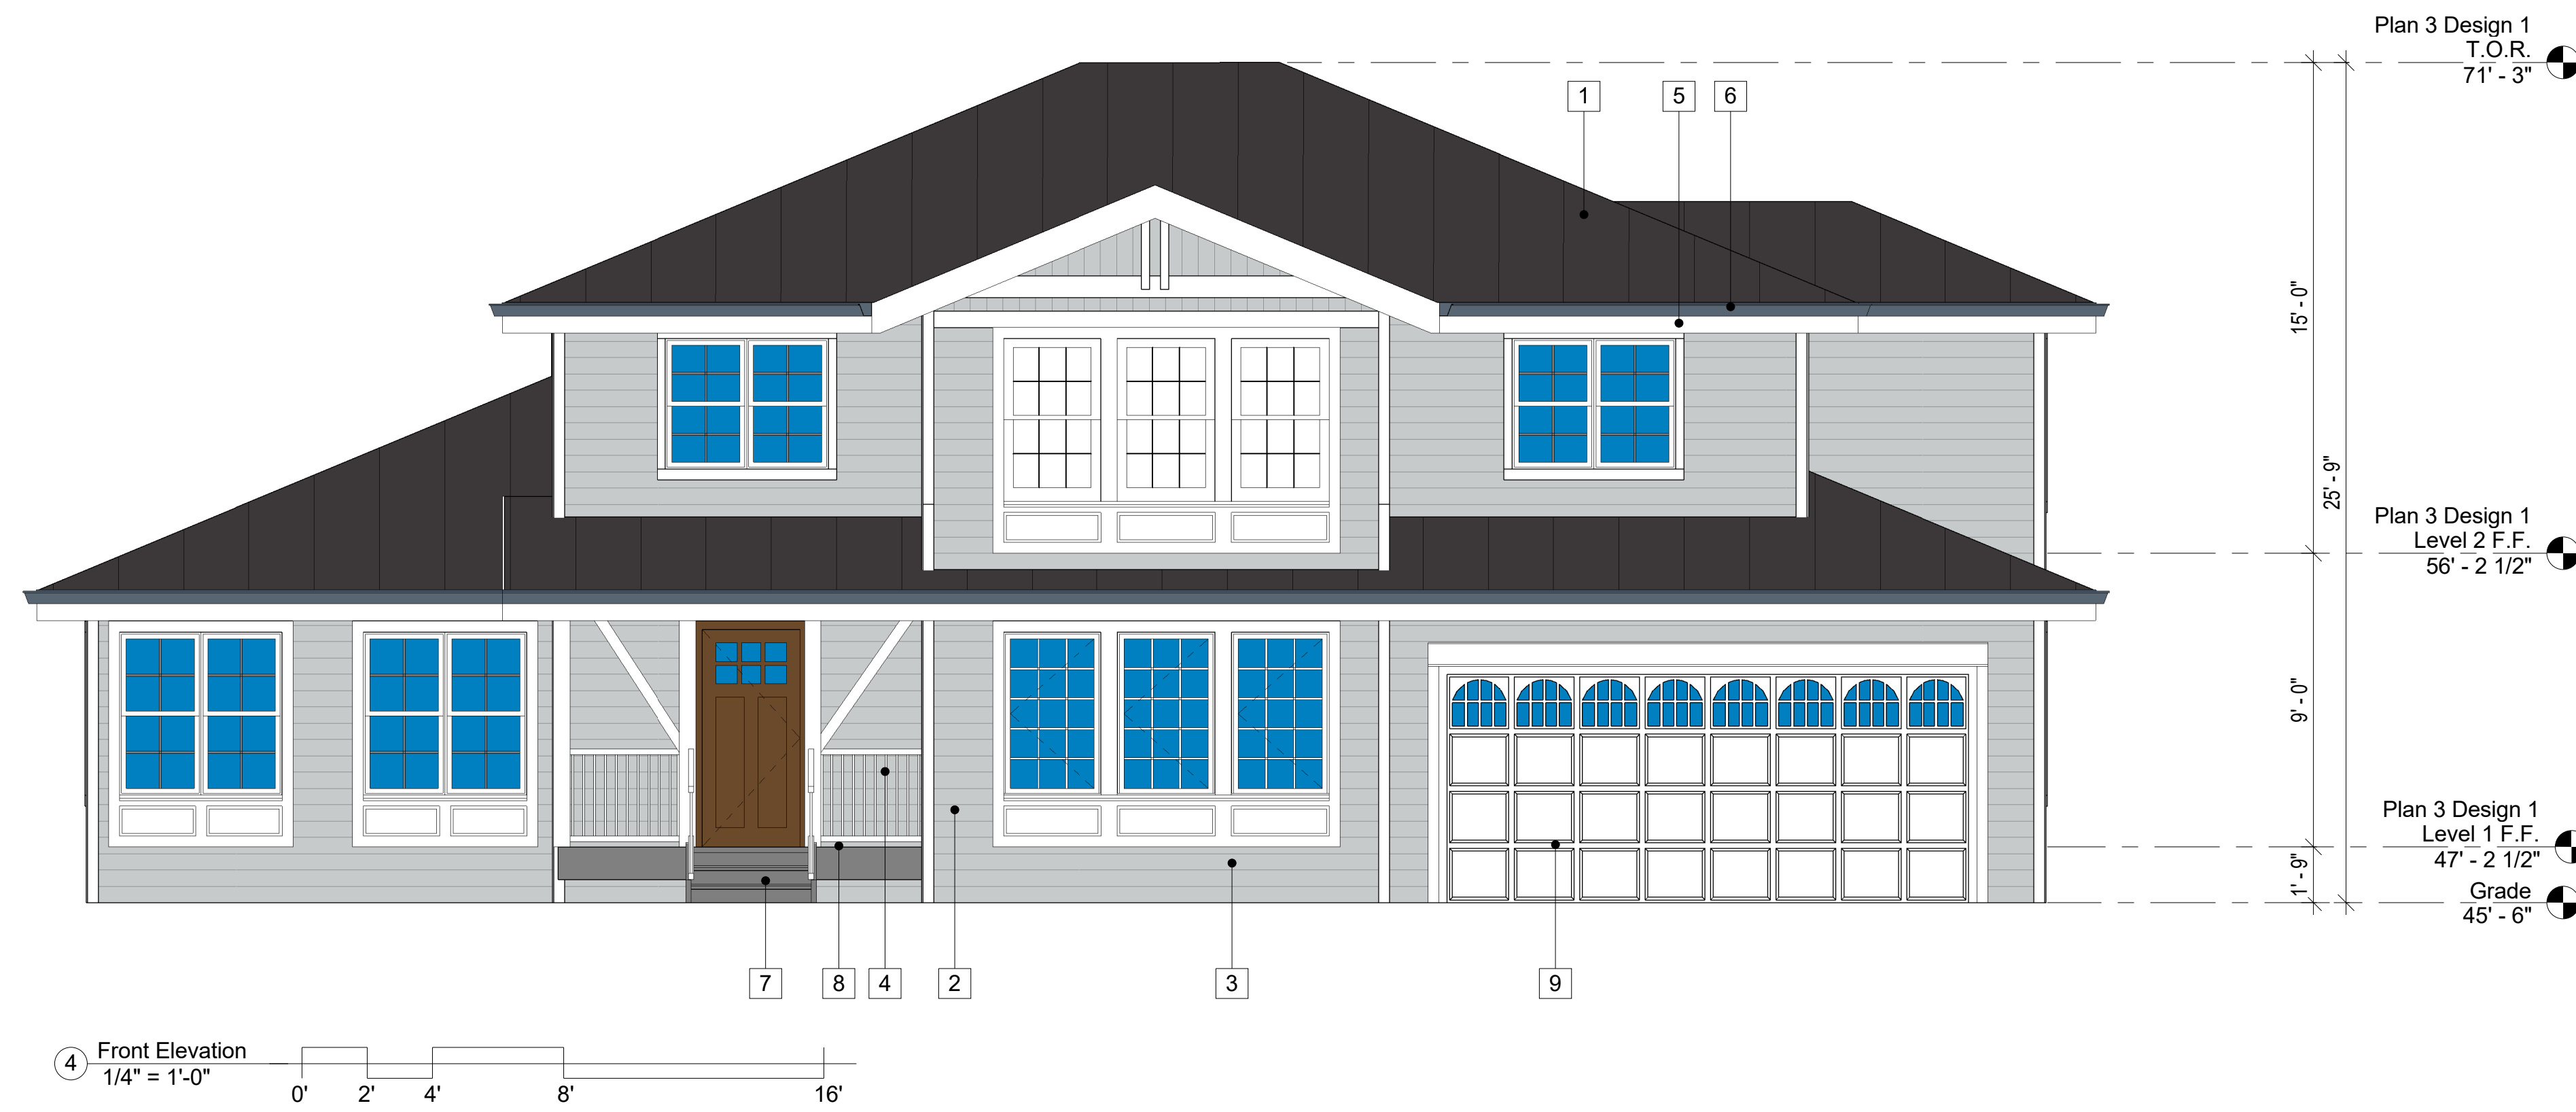 Plan 3 Design 1
T.O.R.
71' - 3"
1
5
6
15' - 0"
25' - 9"
Plan 3 Design 1
Level 2 F.F.
56' - 2 1/2"
9' - 0"
Plan 3 Design 1
Level 1 F.F.
47' - 2 1/2"
1' - 9"
Grade
45' - 6"
7
8
4
2
3
9
4
Front Elevation
1/4" = 1'-0"
0'
2'
4'
8'
16'